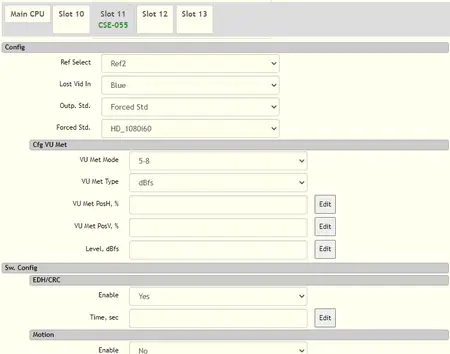 Main CPU Slot 10 Slot 11 Slot 12 Slot 13
CSE-055
Config
Ref Select Ref2
Lost Vid In Blue
Outp. Std. Forced Std
Forced Std. HD_1080i60
Cfg VU Met
VU Met Mode 5-8
VU Met Type dBfs
VU Met PosH, % Edit
VU Met PosV, % Edit
Level, dBfs Edit
Sw. Config
EDH/CRC
Enable Yes
Time, sec Edit
Motion
Enable No